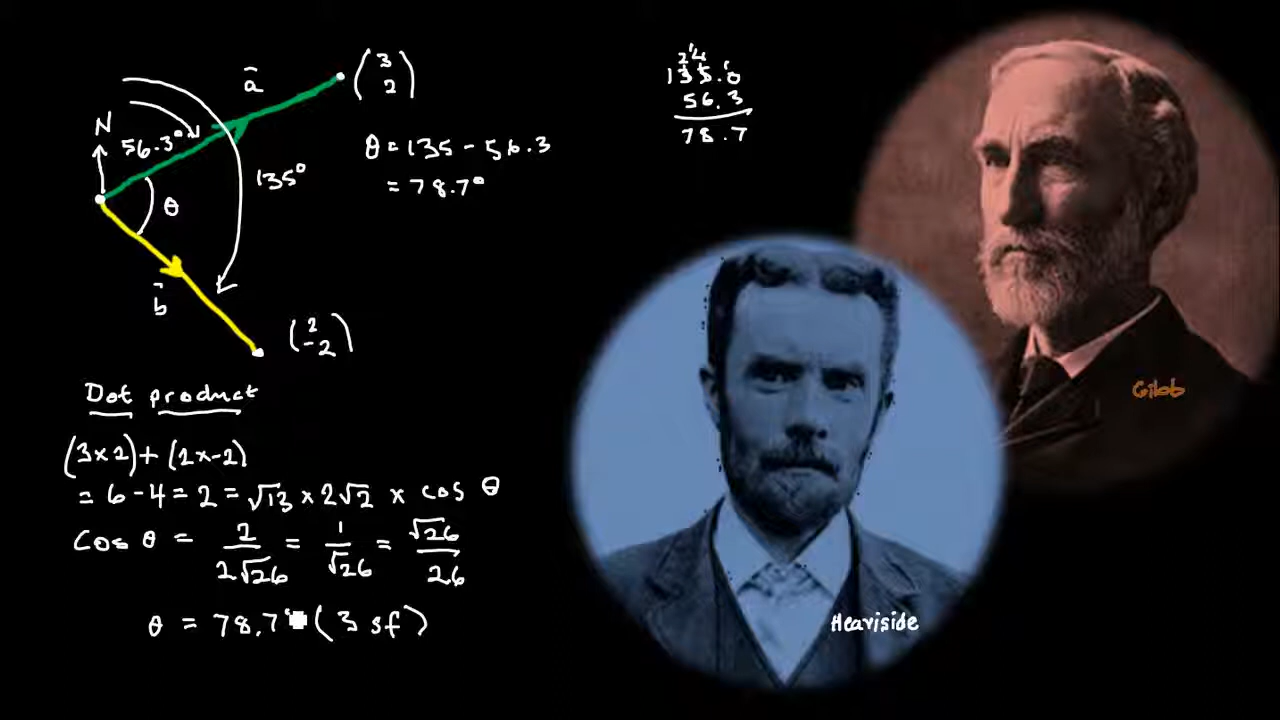 N
56.3°
ā
(3 2)
135°
θ
b̄
(2 -2)
θ = 135 - 56.3
= 78.7°
135.0
56.3
78.7
Dot product
(3×2)+(2×-2)
= 6-4 = 2 = √13 × 2√2 × cos θ
Cos θ = 2/2√26 = 1/√26 = √26/26
θ = 78.7° (3 sf)
Heaviside
Gibb